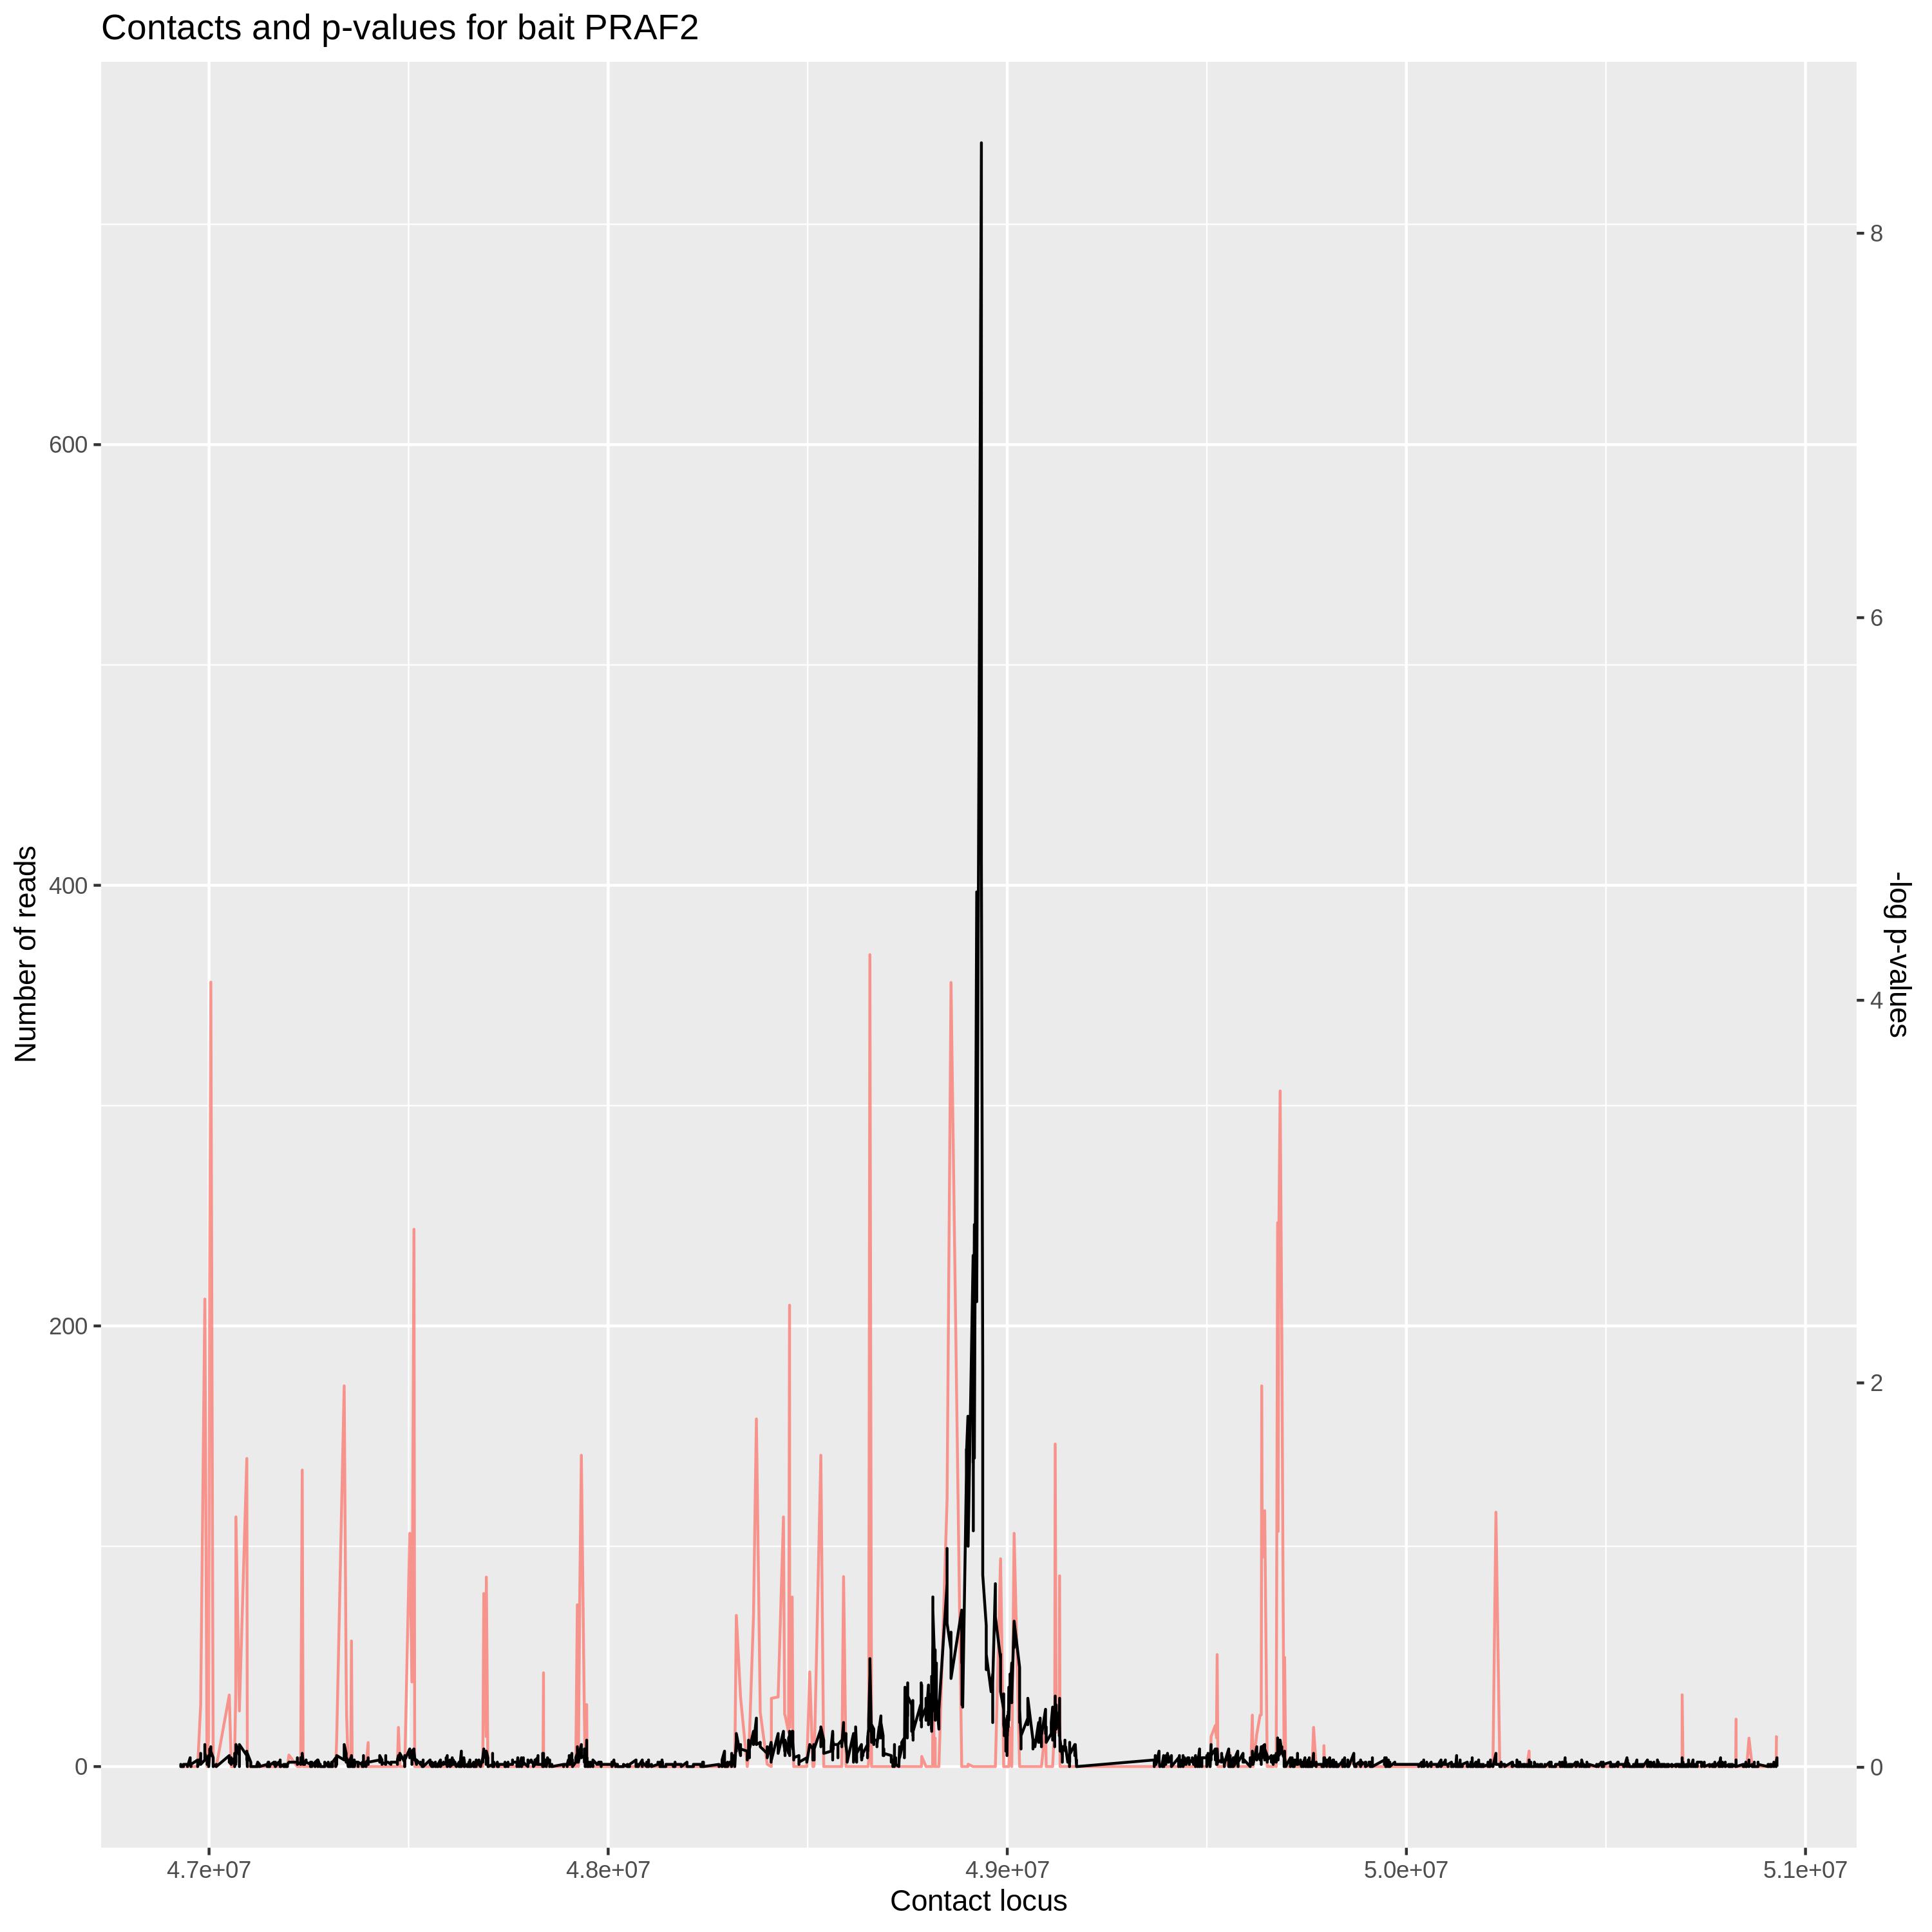 Contacts and p-values for bait PRAF2
Number of reads
600
400
200
0
8
6
4
2
0
-log p-values
4.7e+07 4.8e+07 4.9e+07 5.0e+07 5.1e+07
Contact locus